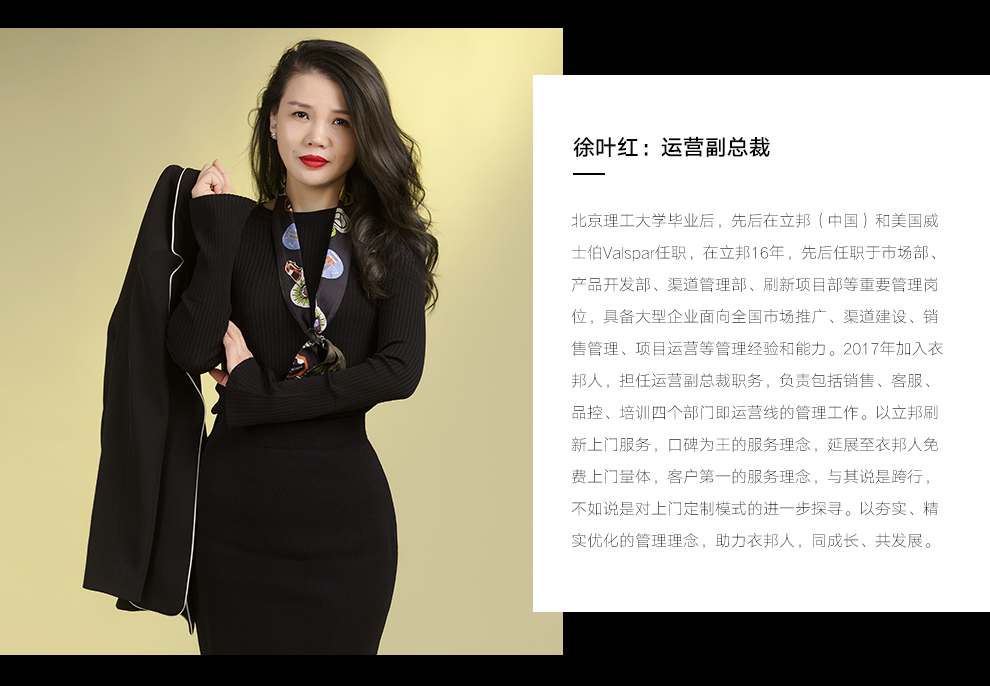 徐叶红：运营副总裁
北京理工大学毕业后，先后在立邦（中国）和美国威
士伯Valspar任职，在立邦16年，先后任职于市场部、
产品开发部、渠道管理部、刷新项目部等重要管理岗
位，具备大型企业面向全国市场推广、渠道建设、销
售管理、项目运营等管理经验和能力。2017年加入衣
邦人，担任运营副总裁职务，负责包括销售、客服、
品控、培训四个部门即运营线的管理工作。以立邦刷
新上门服务，口碑为王的服务理念，延展至衣邦人免
费上门量体，客户第一的服务理念，与其说是跨行，
不如说是对上门定制模式的进一步探寻。以夯实、精
实优化的管理理念，助力衣邦人，同成长、共发展。